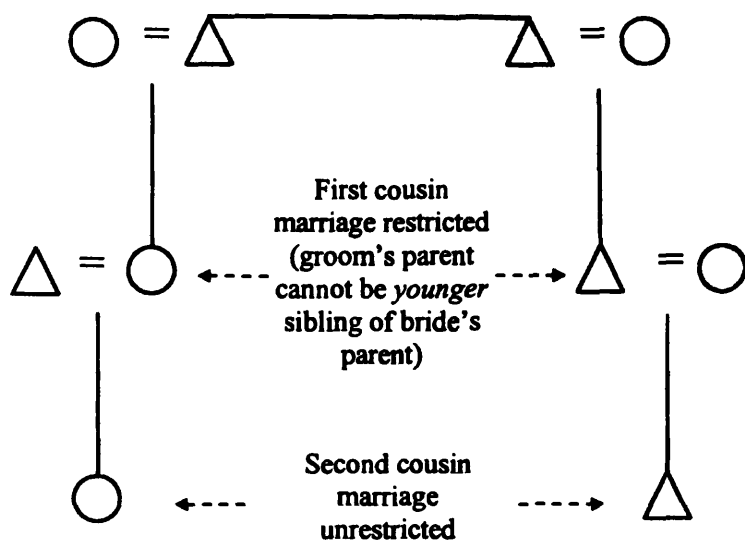 First cousin
marriage restricted
(groom's parent
cannot be younger
sibling of bride's
parent)
Second cousin
marriage
unrestricted